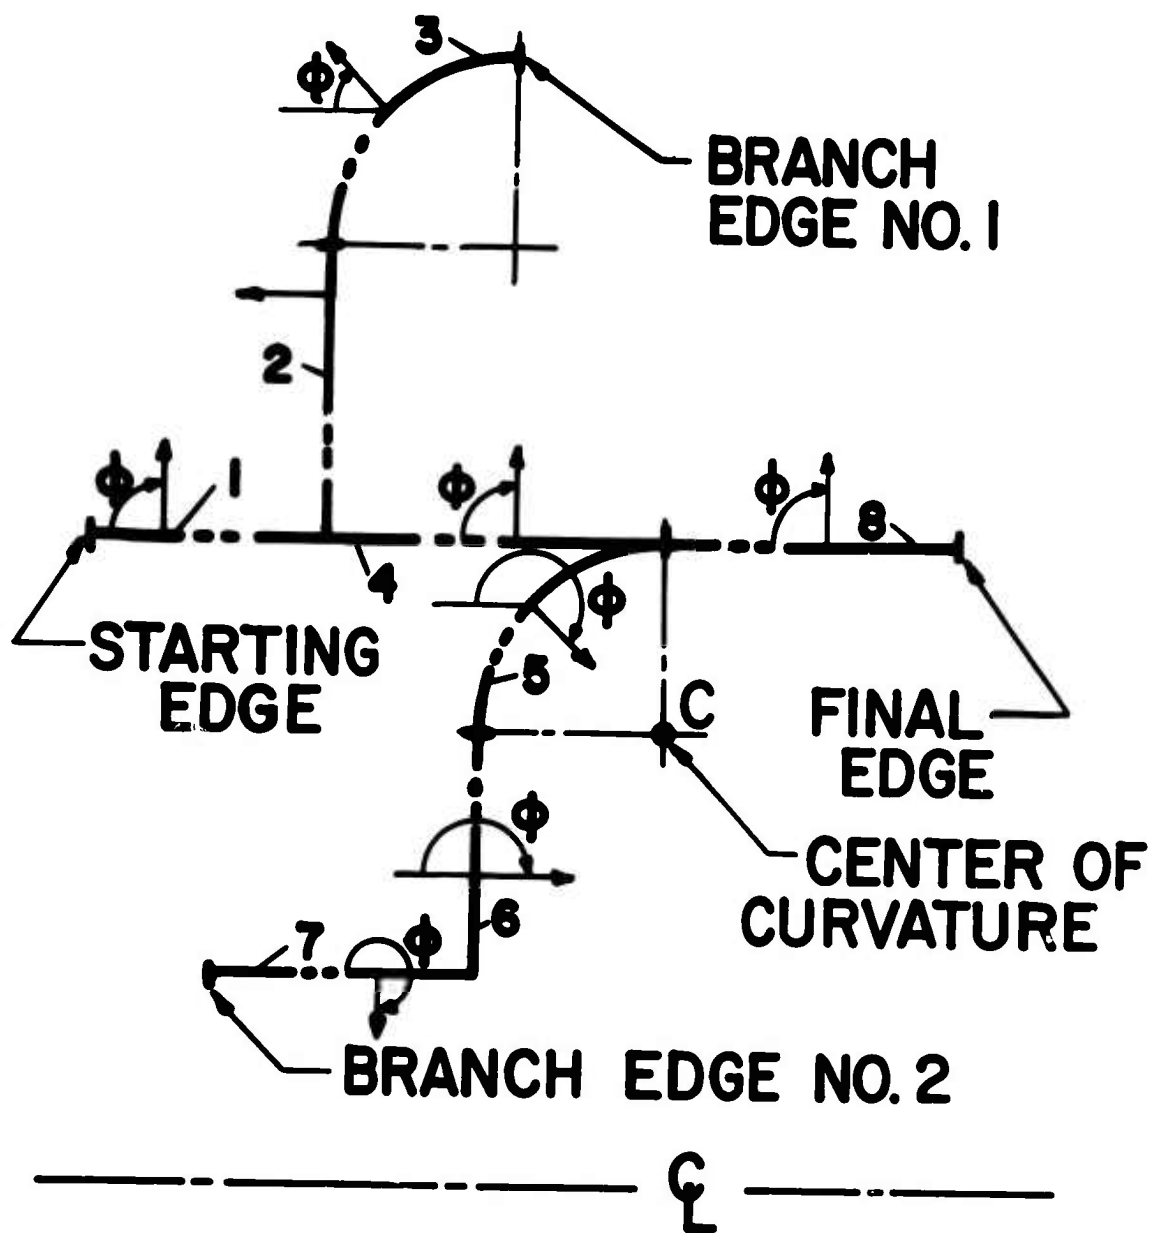 3
ϕ
BRANCH
EDGE NO. 1
2
ϕ
1
ϕ
ϕ
8
4
ϕ
STARTING
EDGE
5
C
FINAL
EDGE
ϕ
CENTER OF
CURVATURE
6
7
ϕ
BRANCH EDGE NO. 2
℄